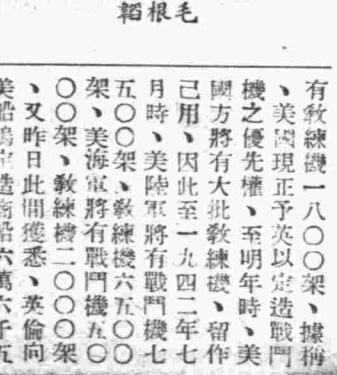 毛根韜
有教練機一八〇〇架、據稱
、美國現正予英以定造戰鬥
機之優先權、至明年時、美
國方將有大批教練機、留作
己用、因此至一九四二年七
月時、美陸軍將有戰鬥機七
五〇〇架、教練機六五〇〇
架、美海軍將有戰鬥機五〇
〇〇架、教練機二〇〇〇架
、又昨日此間獲悉、英倫向
美船塢定造商船六萬六千五